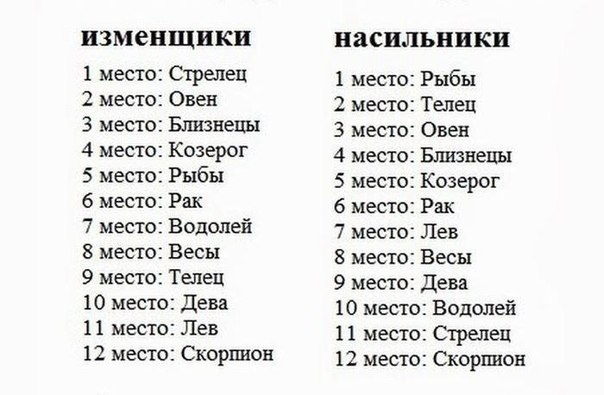 изменщики
1 место: Стрелец
2 место: Овен
3 место: Близнецы
4 место: Козерог
5 место: Рыбы
6 место: Рак
7 место: Водолей
8 место: Весы
9 место: Телец
10 место: Дева
11 место: Лев
12 место: Скорпион
насильники
1 место: Рыбы
2 место: Телец
3 место: Овен
4 место: Близнецы
5 место: Козерог
6 место: Рак
7 место: Лев
8 место: Весы
9 место: Дева
10 место: Водолей
11 место: Стрелец
12 место: Скорпион